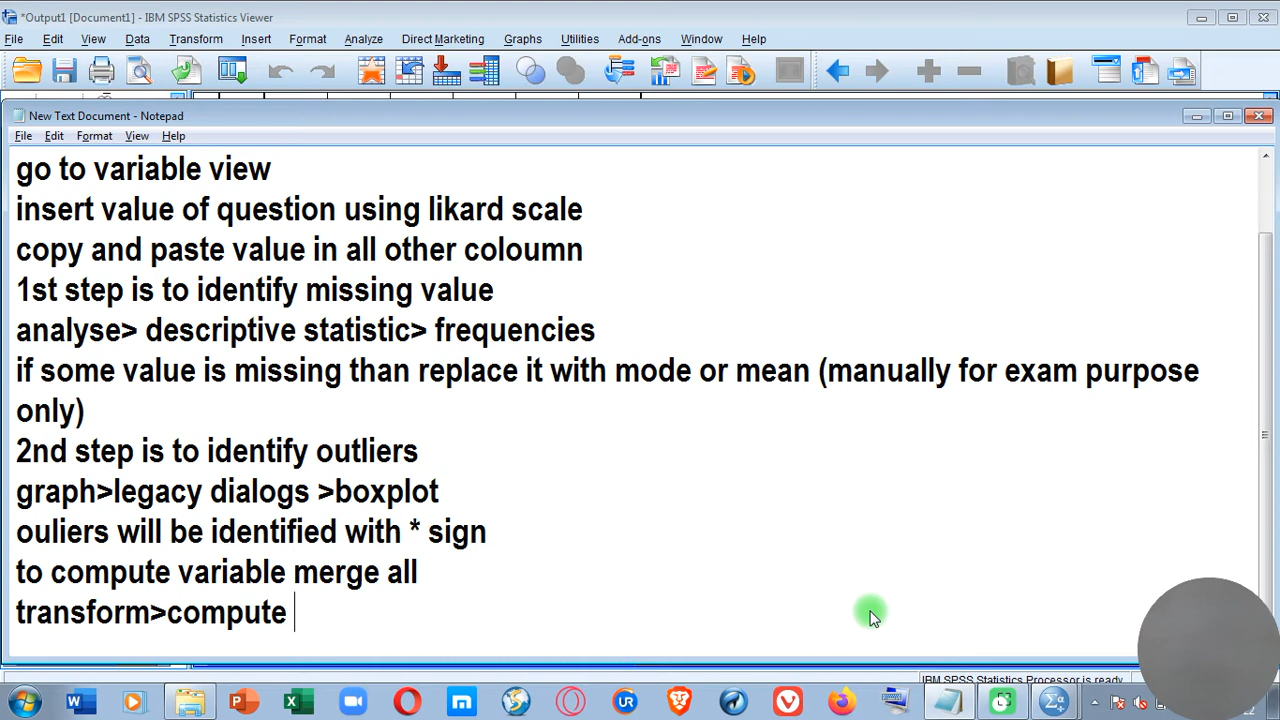 *Output1 [Document1] - IBM SPSS Statistics Viewer
File Edit View Data Transform Insert Format Analyze Direct Marketing Graphs Utilities Add-ons Window Help
New Text Document - Notepad
File Edit Format View Help
go to variable view
insert value of question using likard scale
copy and paste value in all other coloumn
1st step is to identify missing value
analyse> descriptive statistic> frequencies
if some value is missing than replace it with mode or mean (manually for exam purpose
only)
2nd step is to identify outliers
graph>legacy dialogs >boxplot
ouliers will be identified with * sign
to compute variable merge all
transform>compute
IBM SPSS Statistics Processor is ready